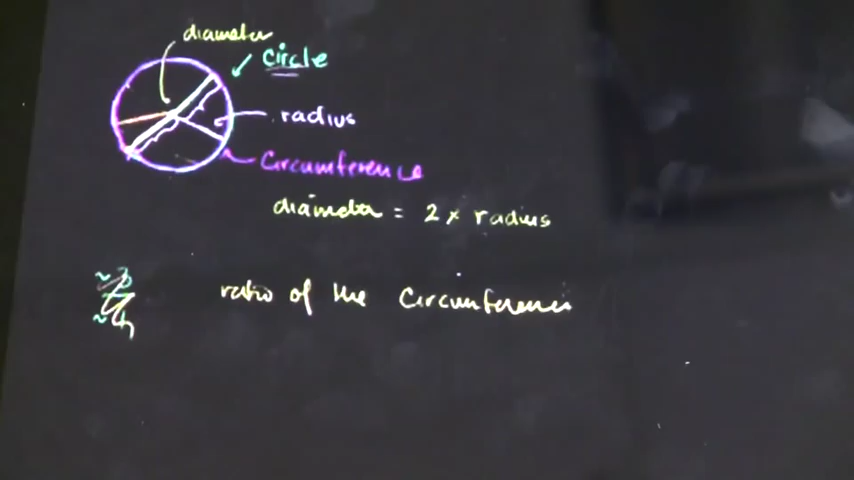 diameter
circle
radius
Circumference
diameter = 2 × radius
ratio of the Circumference